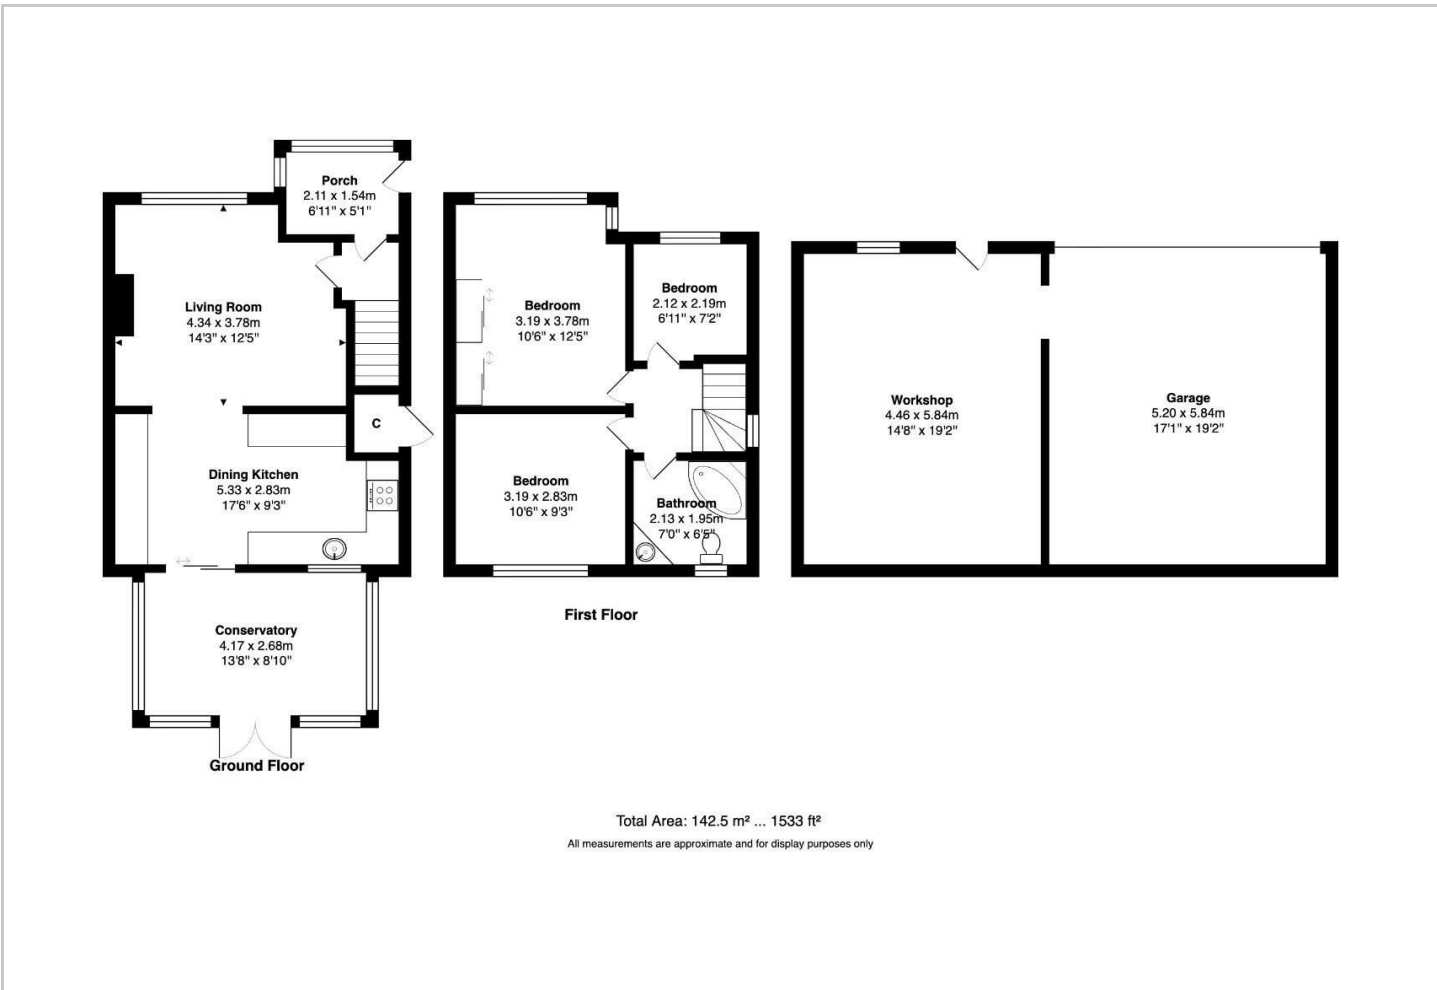 Porch
2.11 x 1.54m
6'11" x 5'1"
Living Room
4.34 x 3.78m
14'3" x 12'5"
C
Dining Kitchen
5.33 x 2.83m
17'6" x 9'3"
Conservatory
4.17 x 2.68m
13'8" x 8'10"
Ground Floor
Bedroom
3.19 x 3.78m
10'6" x 12'5"
Bedroom
2.12 x 2.19m
6'11" x 7'2"
Bedroom
3.19 x 2.83m
10'6" x 9'3"
Bathroom
2.13 x 1.95m
7'0" x 6'5"
First Floor
Workshop
4.46 x 5.84m
14'8" x 19'2"
Garage
5.20 x 5.84m
17'1" x 19'2"
Total Area: 142.5 m² ... 1533 ft²
All measurements are approximate and for display purposes only